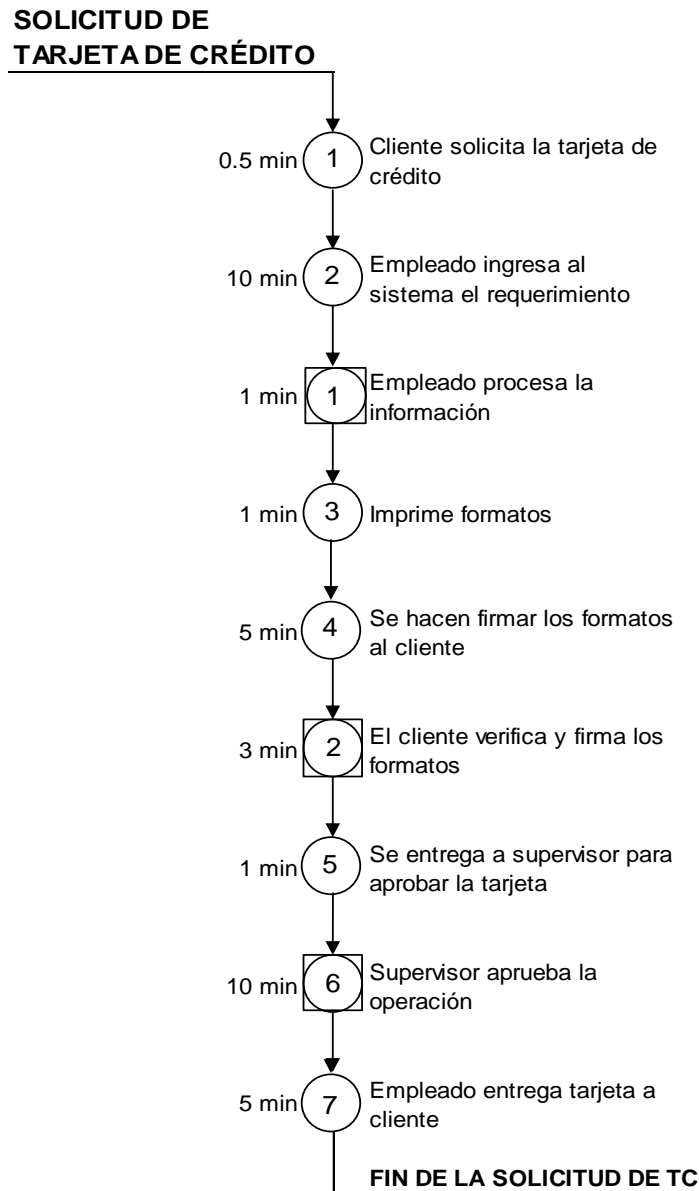 SOLICITUD DE
TARJETA DE CRÉDITO
0.5 min 1 Cliente solicita la tarjeta de
crédito
10 min 2 Empleado ingresa al
sistema el requerimiento
1 min 1 Empleado procesa la
información
1 min 3 Imprime formatos
5 min 4 Se hacen firmar los formatos
al cliente
3 min 2 El cliente verifica y firma los
formatos
1 min 5 Se entrega a supervisor para
aprobar la tarjeta
10 min 6 Supervisor aprueba la
operación
5 min 7 Empleado entrega tarjeta a
cliente
FIN DE LA SOLICITUD DE TC